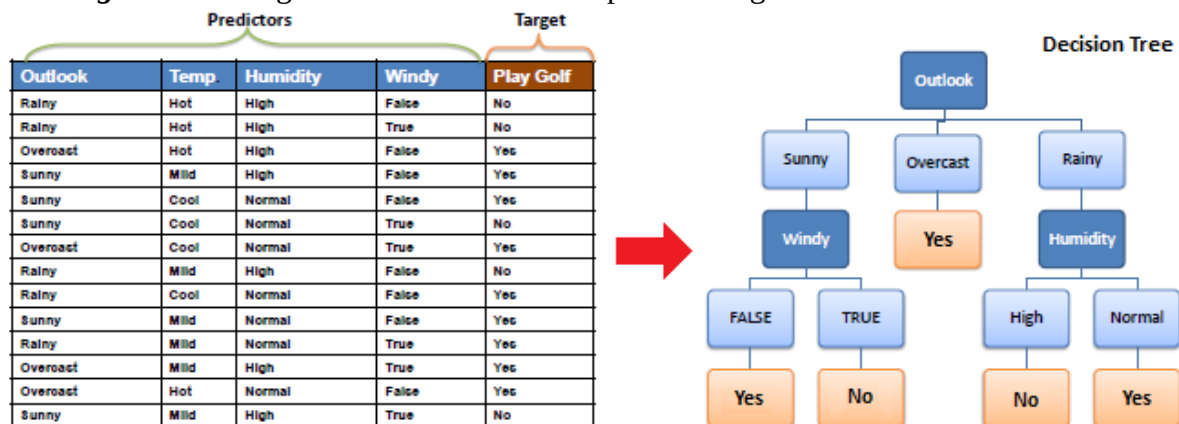 Predictors
Target
Outlook Temp. Humidity Windy Play Golf
Rainy Hot High False No
Rainy Hot High True No
Overcast Hot High False Yes
Sunny Mild High False Yes
Sunny Cool Normal False Yes
Sunny Cool Normal True No
Overcast Cool Normal True Yes
Rainy Mild High False No
Rainy Cool Normal False Yes
Sunny Mild Normal False Yes
Rainy Mild Normal True Yes
Overcast Mild High True Yes
Overcast Hot Normal False Yes
Sunny Mild High True No
Decision Tree
Outlook
Sunny Overcast Rainy
Windy Yes Humidity
FALSE TRUE High Normal
Yes No No Yes